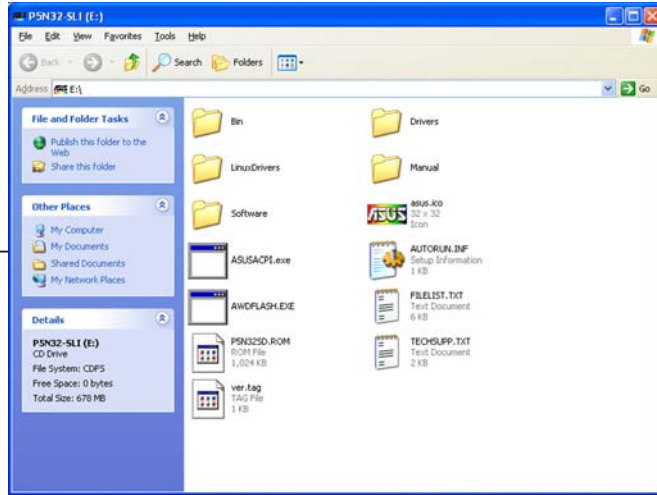 P5N32-SLI (E:)
File Edit View Favorites Tools Help
Back Search Folders
Address E:\ Go
File and Folder Tasks
Publish this folder to the
Web
Share this folder
Other Places
My Computer
My Documents
Shared Documents
My Network Places
Details
P5N32-SLI (E:)
CD Drive
File System: CDFS
Free Space: 0 bytes
Total Size: 678 MB
Bin
Drivers
LinuxDrivers
Manual
Software
ASUS
asus.ico
32 x 32
Icon
ASUSACPI.exe
AUTORUN.INF
Setup Information
1 KB
AWDFLASH.EXE
FILELIST.TXT
Text Document
6 KB
P5N32SD.ROM
ROM File
1,024 KB
TECHSUPP.TXT
Text Document
2 KB
ver.tag
TAG File
1 KB